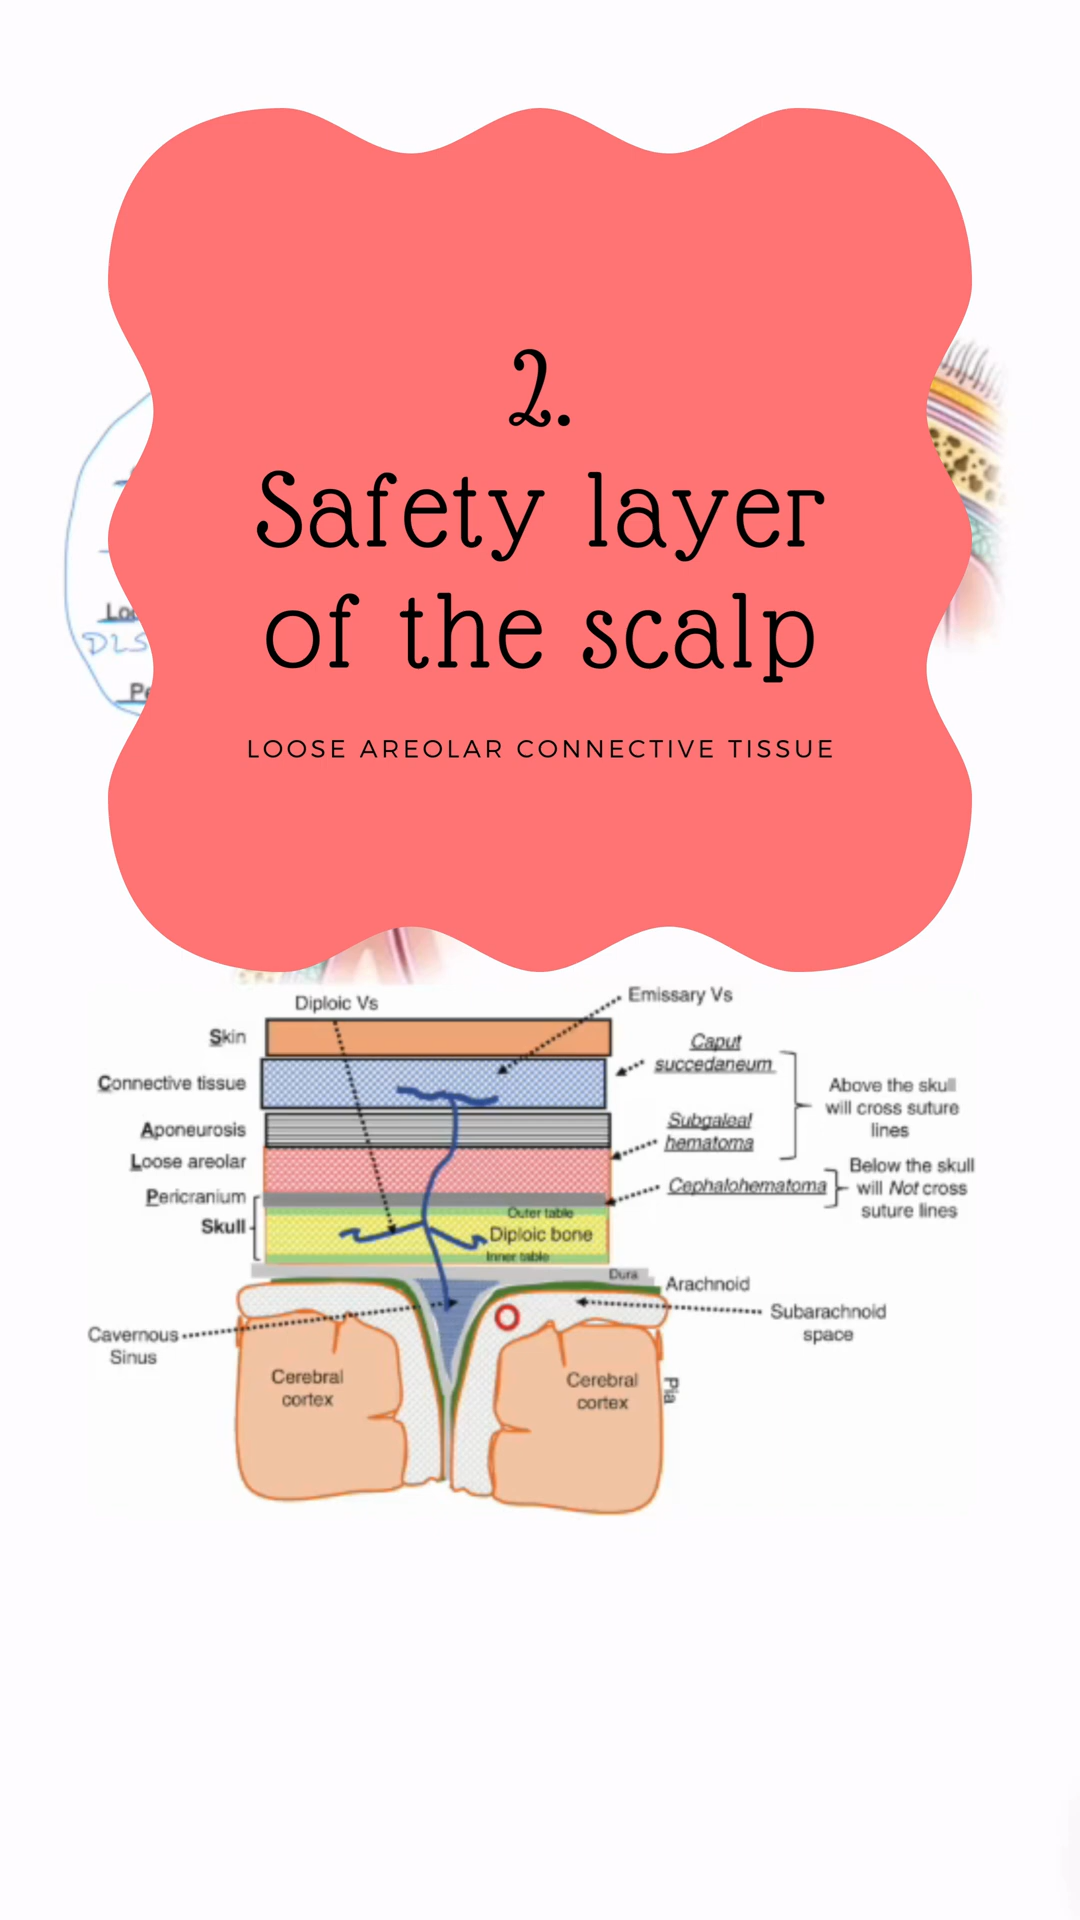 2.
Safety layer
of the scalp
LOOSE AREOLAR CONNECTIVE TISSUE
DLS
Diploic Vs
Emissary Vs
Skin
Connective tissue
Aponeurosis
Loose areolar
Pericranium
Skull
Caput
succedaneum
Subgaleal
hematoma
Cephalohematoma
Above the skull
will cross suture
lines
Below the skull
will Not cross
suture lines
Outer table
Diploic bone
Inner table
Dura
Arachnoid
Subarachnoid
space
Cavernous
Sinus
Cerebral
cortex
Cerebral
cortex
Pia